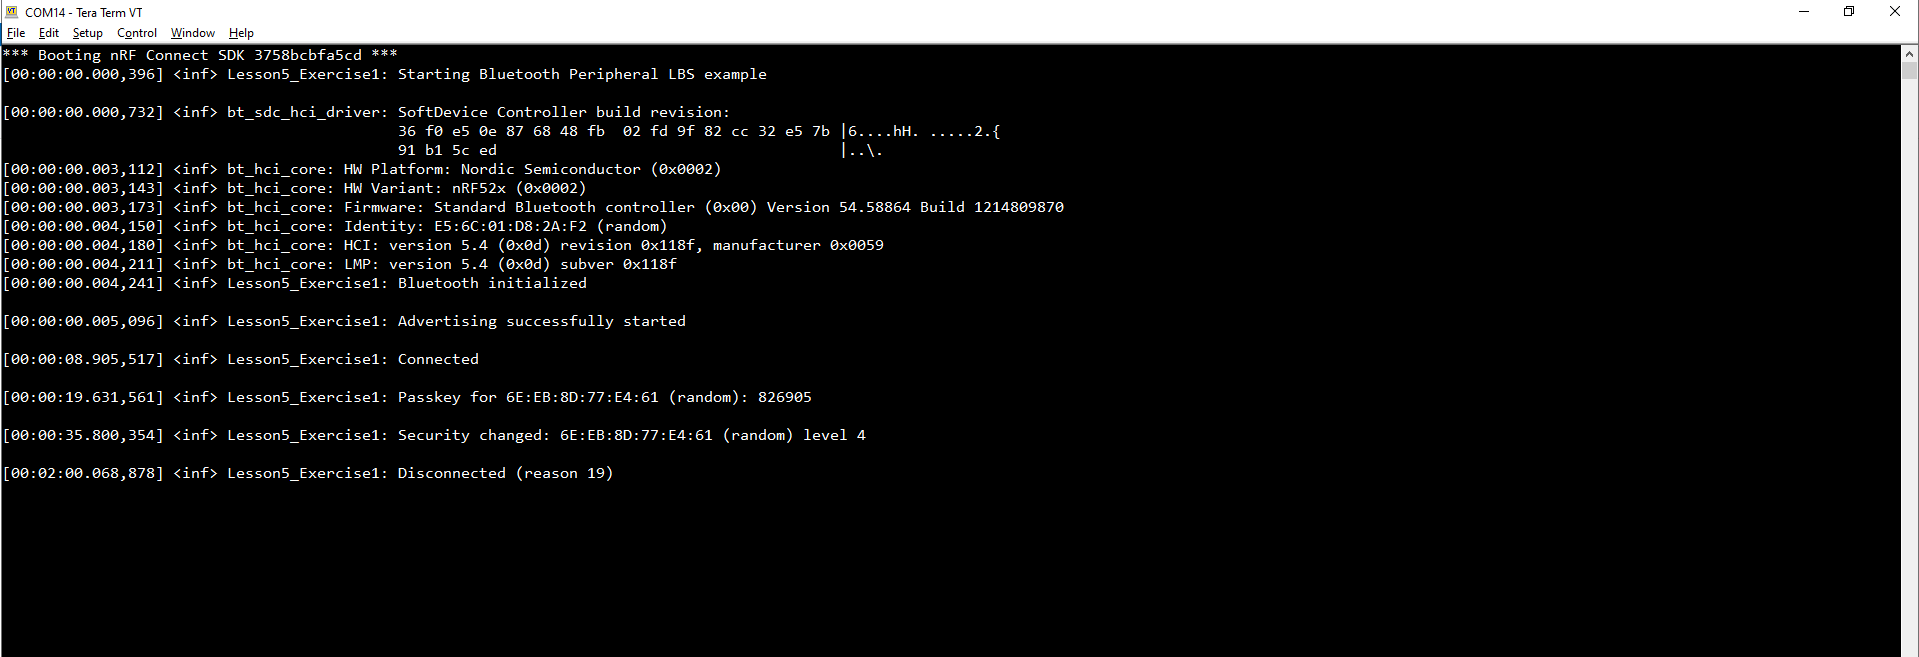 COM14 - Tera Term VT
File Edit Setup Control Window Help
*** Booting nRF Connect SDK 3758bcbfa5cd ***
[00:00:00.000,396] <inf> Lesson5_Exercise1: Starting Bluetooth Peripheral LBS example
[00:00:00.000,732] <inf> bt_sdc_hci_driver: SoftDevice Controller build revision:
36 f0 e5 0e 87 68 48 fb  02 fd 9f 82 cc 32 e5 7b |6....hH. .....2.{
91 b1 5c ed                                      |..\.
[00:00:00.003,112] <inf> bt_hci_core: HW Platform: Nordic Semiconductor (0x0002)
[00:00:00.003,143] <inf> bt_hci_core: HW Variant: nRF52x (0x0002)
[00:00:00.003,173] <inf> bt_hci_core: Firmware: Standard Bluetooth controller (0x00) Version 54.58864 Build 1214809870
[00:00:00.004,150] <inf> bt_hci_core: Identity: E5:6C:01:D8:2A:F2 (random)
[00:00:00.004,180] <inf> bt_hci_core: HCI: version 5.4 (0x0d) revision 0x118f, manufacturer 0x0059
[00:00:00.004,211] <inf> bt_hci_core: LMP: version 5.4 (0x0d) subver 0x118f
[00:00:00.004,241] <inf> Lesson5_Exercise1: Bluetooth initialized
[00:00:00.005,096] <inf> Lesson5_Exercise1: Advertising successfully started
[00:00:08.905,517] <inf> Lesson5_Exercise1: Connected
[00:00:19.631,561] <inf> Lesson5_Exercise1: Passkey for 6E:EB:8D:77:E4:61 (random): 826905
[00:00:35.800,354] <inf> Lesson5_Exercise1: Security changed: 6E:EB:8D:77:E4:61 (random) level 4
[00:02:00.068,878] <inf> Lesson5_Exercise1: Disconnected (reason 19)